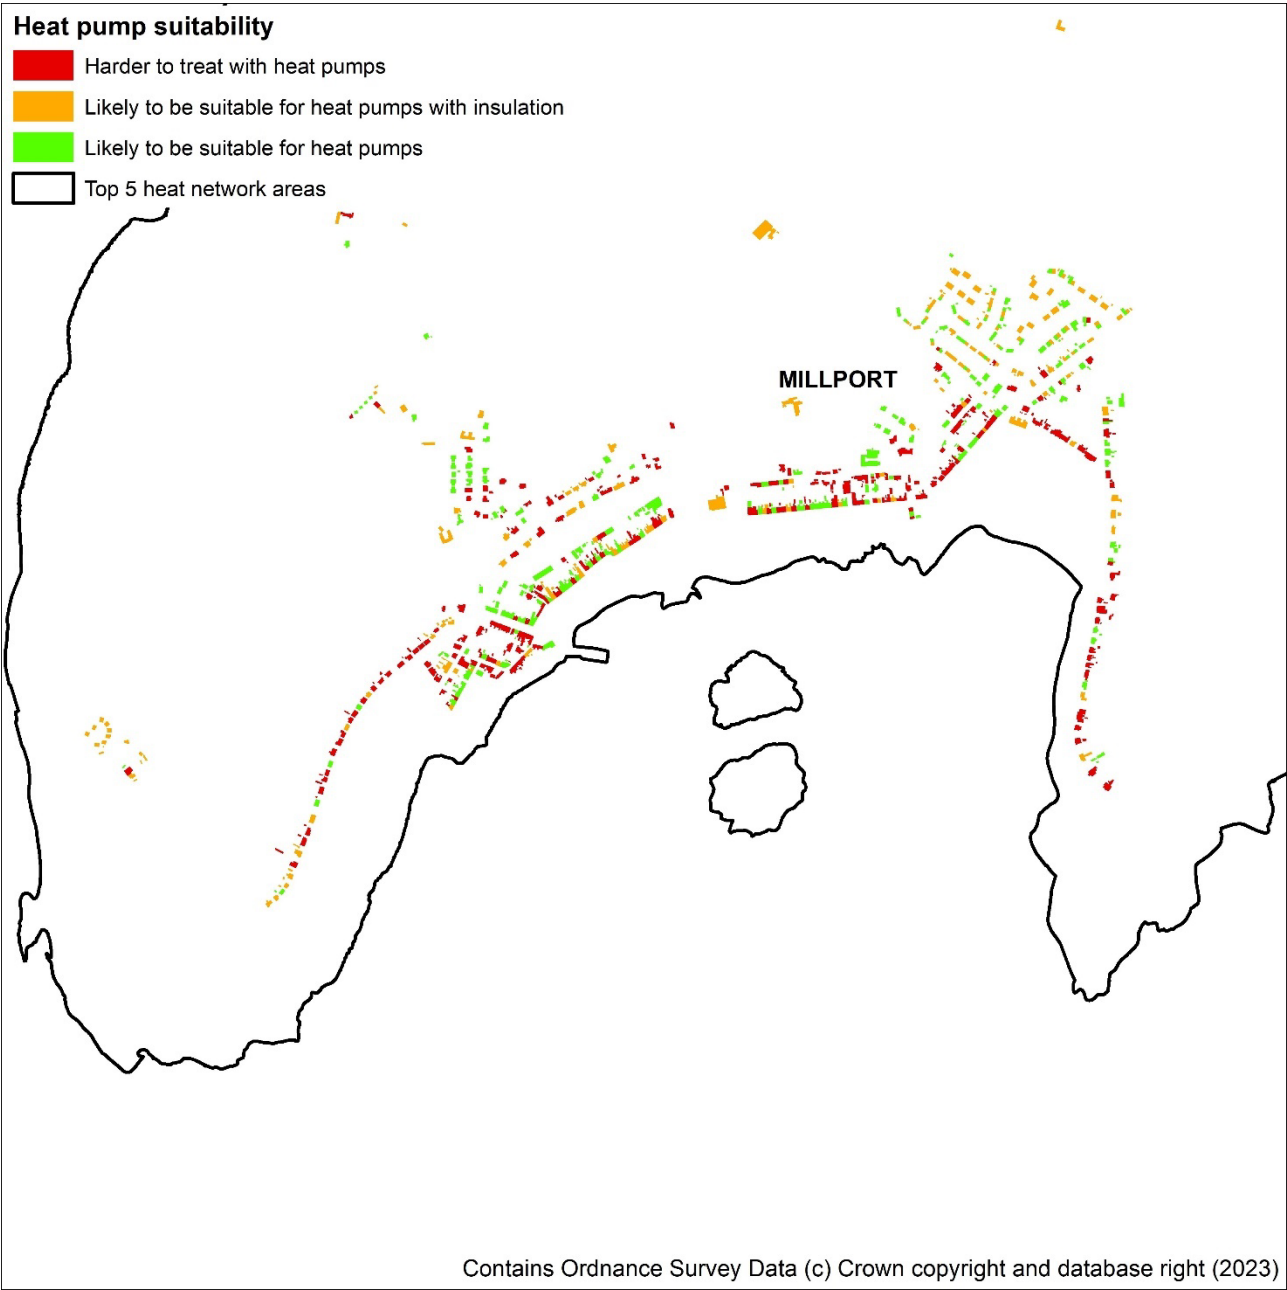 Heat pump suitability
Harder to treat with heat pumps
Likely to be suitable for heat pumps with insulation
Likely to be suitable for heat pumps
Top 5 heat network areas
MILLPORT
Contains Ordnance Survey Data (c) Crown copyright and database right (2023)